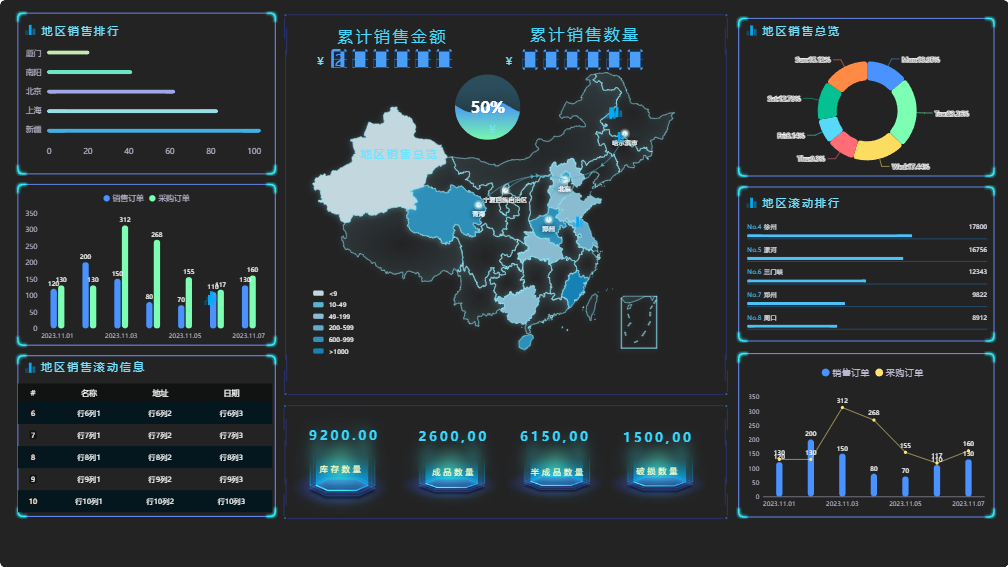 地区销售排行
厦门
南阳
北京
上海
新疆
0 20 40 60 80 100
销售订单 采购订单
350
300
250
200
150
100
50
0
120 130 200 130 150 312 80 268 70 155 110 117 130 160
2023.11.01 2023.11.03 2023.11.05 2023.11.07
地区销售滚动信息
# 名称 地址 日期
6 行6列1 行6列2 行6列3
7 行7列1 行7列2 行7列3
8 行8列1 行8列2 行8列3
9 行9列1 行9列2 行9列3
10 行10列1 行10列2 行10列3
累计销售金额
¥
累计销售数量
¥
50%
地区销售总览
哈尔滨市
北京
宁夏回族自治区
青海
郑州
<9
10-49
49-199
200-599
600-999
>1000
9200.00 2600,00 6150,00 1500,00
库存数量 成品数量 半成品数量 破损数量
地区销售总览
地区滚动排行
No.4 徐州 17800
No.5 漯河 16756
No.6 三门峡 12343
No.7 郑州 9822
No.8 周口 8912
销售订单 采购订单
350
300
250
200
150
100
50
0
130 120 200 130 312 150 268 80 155 70 117 110 160 130
2023.11.01 2023.11.03 2023.11.05 2023.11.07